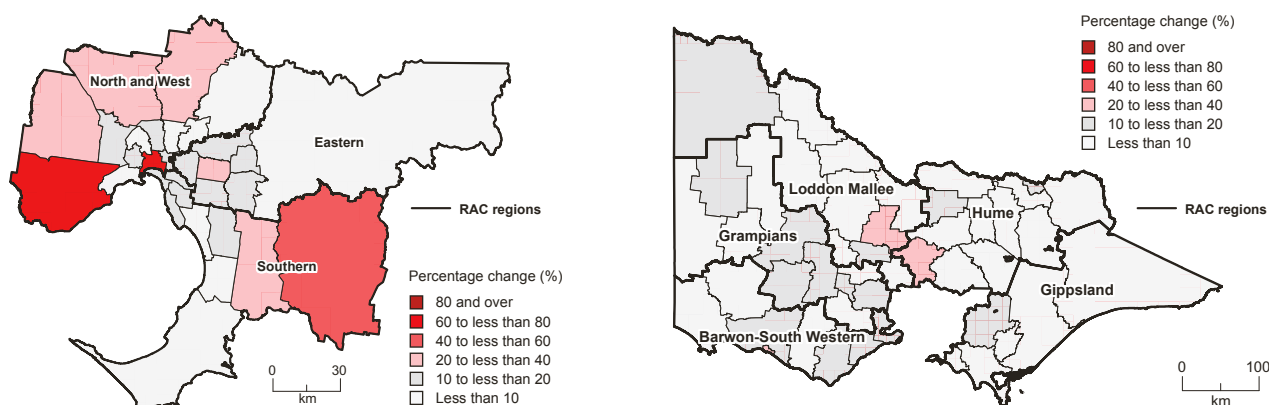 North and West
Eastern
Southern
RAC regions
Percentage change (%)
80 and over
60 to less than 80
40 to less than 60
20 to less than 40
10 to less than 20
Less than 10
0 30
km
Percentage change (%)
80 and over
60 to less than 80
40 to less than 60
20 to less than 40
10 to less than 20
Less than 10
Loddon Mallee
Hume
Grampians
Gippsland
Barwon-South Western
RAC regions
0 100
km